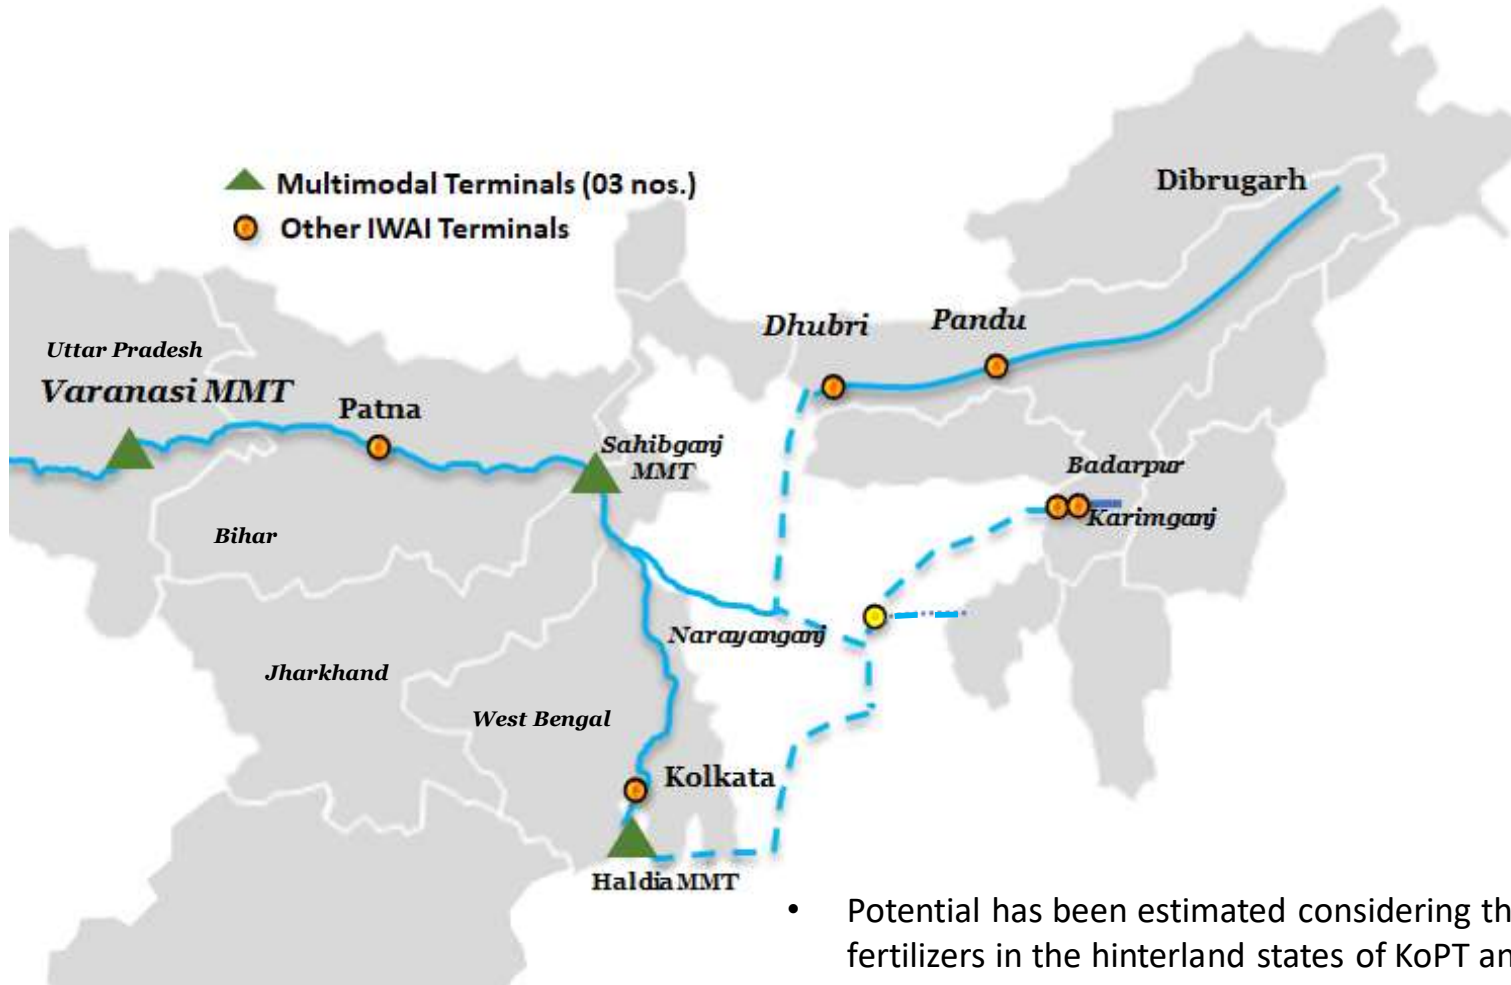 Multimodal Terminals (03 nos.)
Other IWAI Terminals
Dibrugarh
Dhubri
Pandu
Uttar Pradesh
Varanasi MMT
Patna
Sahibganj
MMT
Badarpur
Karimganj
Bihar
Narayanganj
Jharkhand
West Bengal
Kolkata
Haldia MMT
• Potential has been estimated considering th
fertilizers in the hinterland states of KoPT an